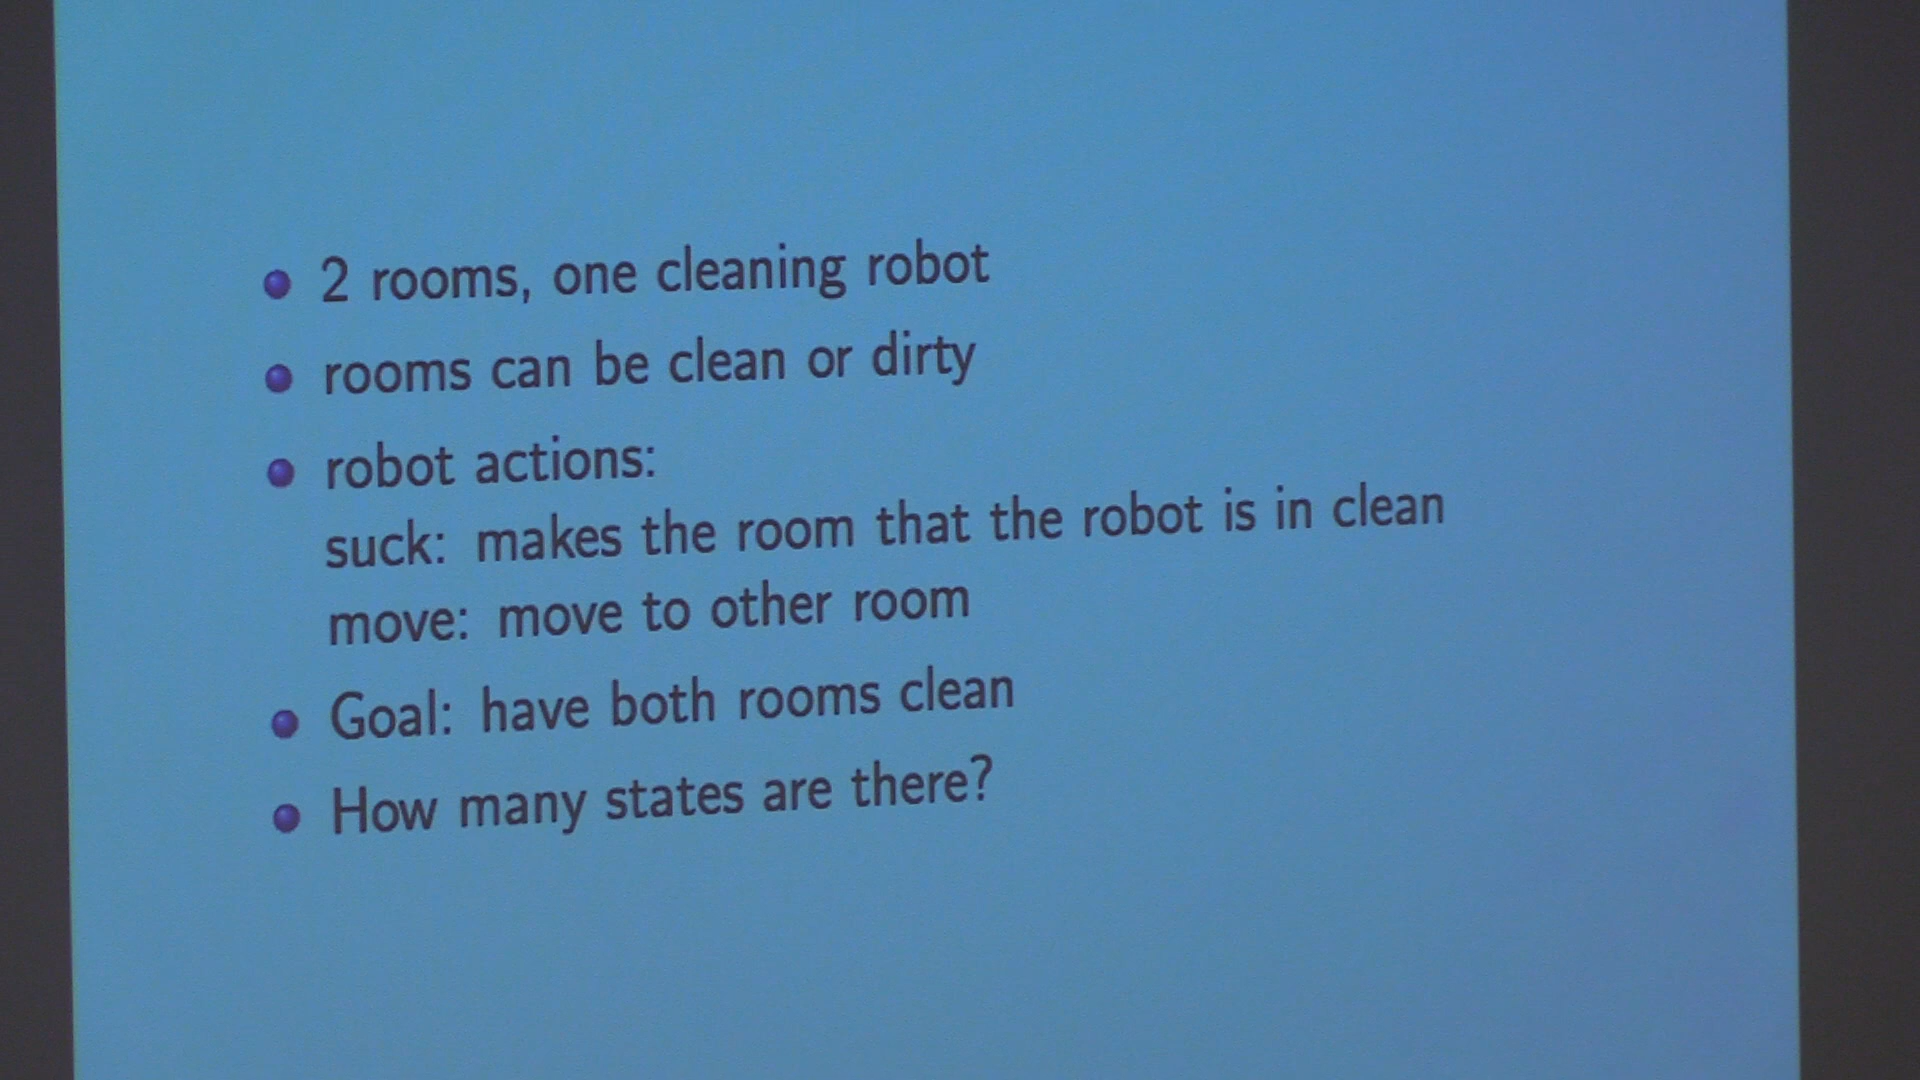 2 rooms, one cleaning robot
rooms can be clean or dirty
robot actions:
suck: makes the room that the robot is in clean
move: move to other room
Goal: have both rooms clean
How many states are there?